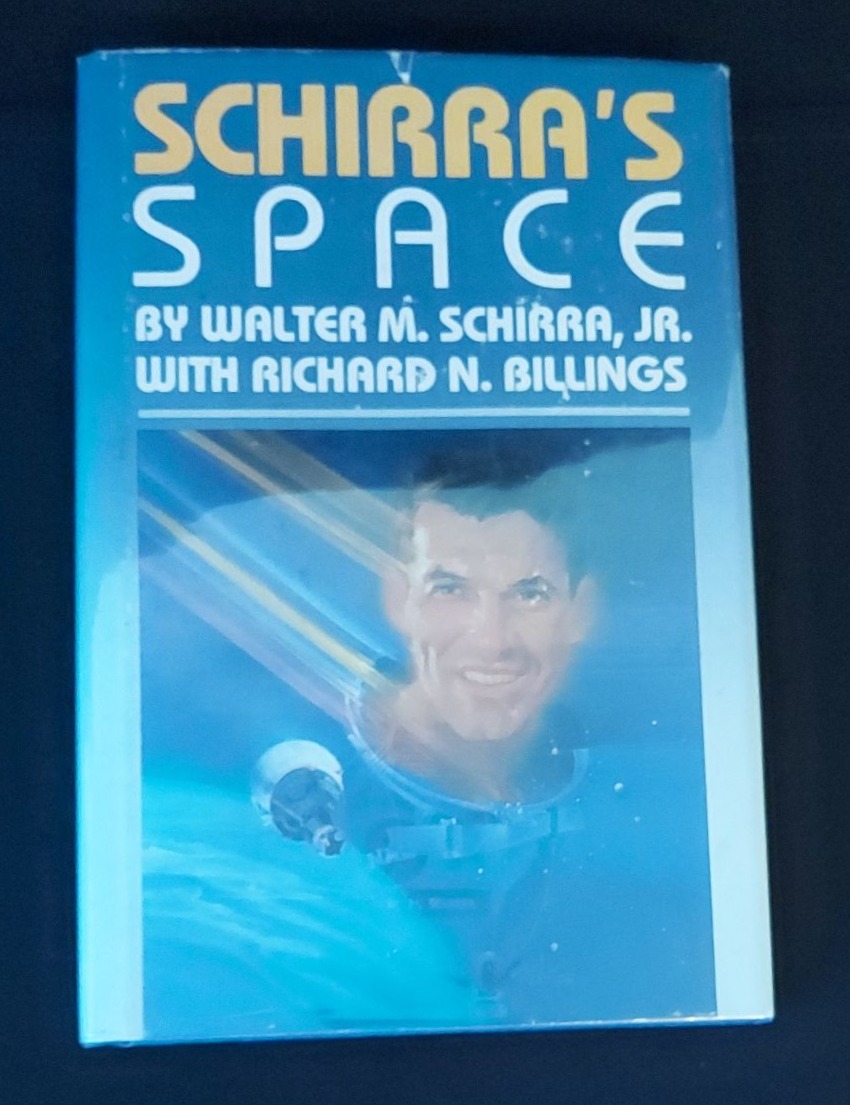 SCHIRRA'S
SPACE
BY WALTER M. SCHIRRA, JR.
WITH RICHARD N. BILLINGS